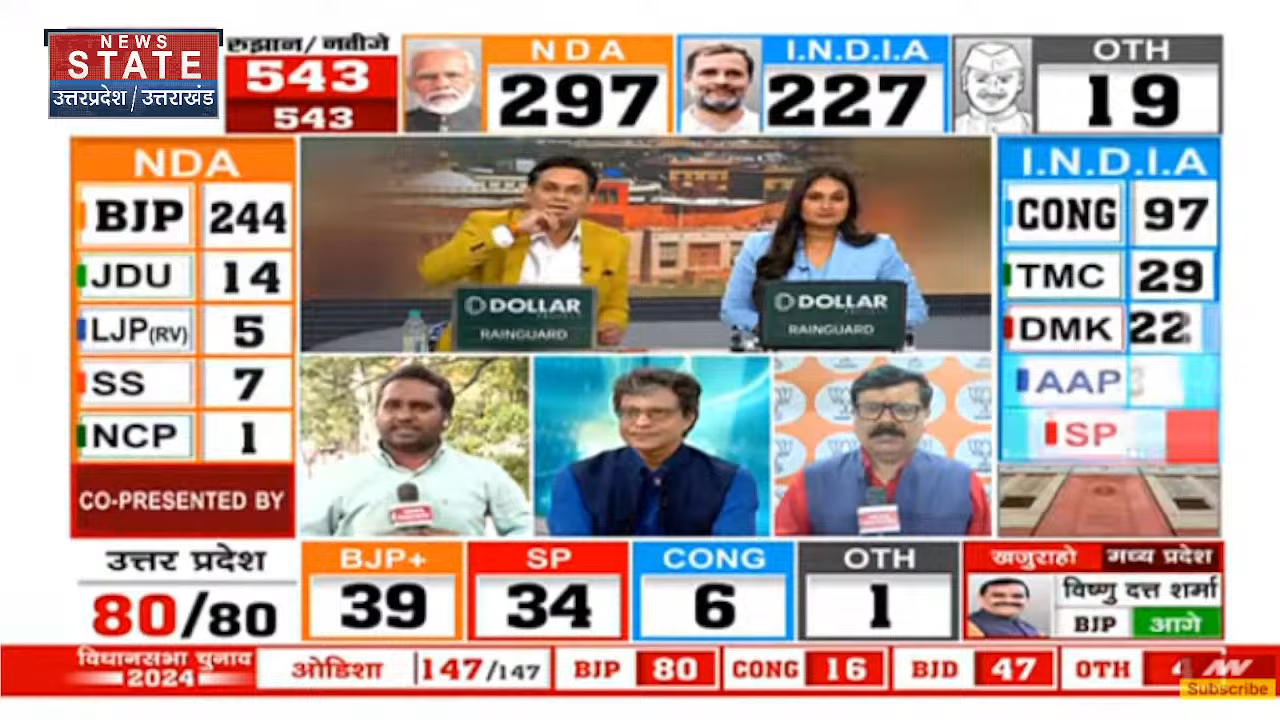 NEWS
STATE
उत्तरप्रदेश / उत्तराखंड
रुझान/ नतीजे
543
543
NDA
297
I.N.D.I.A
227
OTH
19
NDA
BJP 244
JDU 14
LJP(RV) 5
SS 7
NCP 1
CO-PRESENTED BY
DOLLAR
RAINGUARD
DOLLAR
RAINGUARD
I.N.D.I.A
CONG 97
TMC 29
DMK 22
AAP
SP
उत्तर प्रदेश
80/80
BJP+
39
SP
34
CONG
6
OTH
1
खजुराहो मध्य प्रदेश
विष्णु दत्त शर्मा
BJP आगे
विधानसभा चुनाव
2024
ओडिशा 147/147 BJP 80 CONG 16 BJD 47 OTH
Subscribe